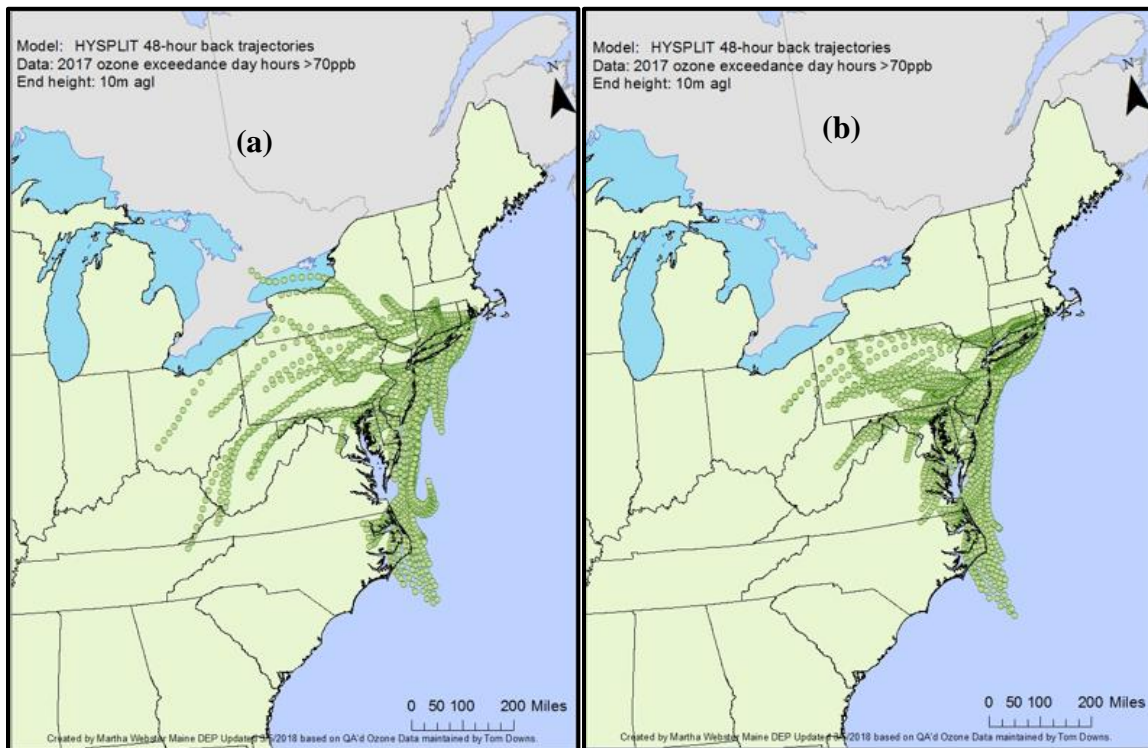 Model: HYSPLIT 48-hour back trajectories
Data: 2017 ozone exceedance day hours >70ppb
End height: 10m agl
N
(a)
0 50 100 200 Miles
Created by Martha Webster Maine DEP Updated 3/5/2018 based on QA'd Ozone Data maintained by Tom Downs.
Model: HYSPLIT 48-hour back trajectories
Data: 2017 ozone exceedance day hours >70ppb
End height: 10m agl
N
(b)
0 50 100 200 Miles
Created by Martha Webster Maine DEP Updated based on QA'd Ozone Data maintained by Tom Downs.